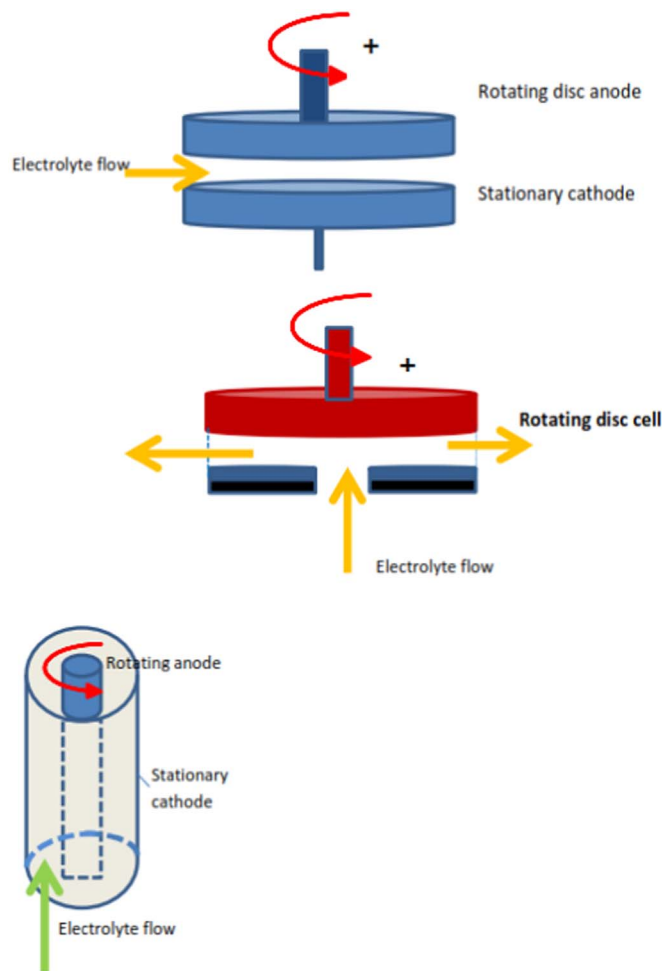 +
Rotating disc anode
Electrolyte flow
Stationary cathode
+
Rotating disc cell
Electrolyte flow
Rotating anode
Stationary
cathode
Electrolyte flow